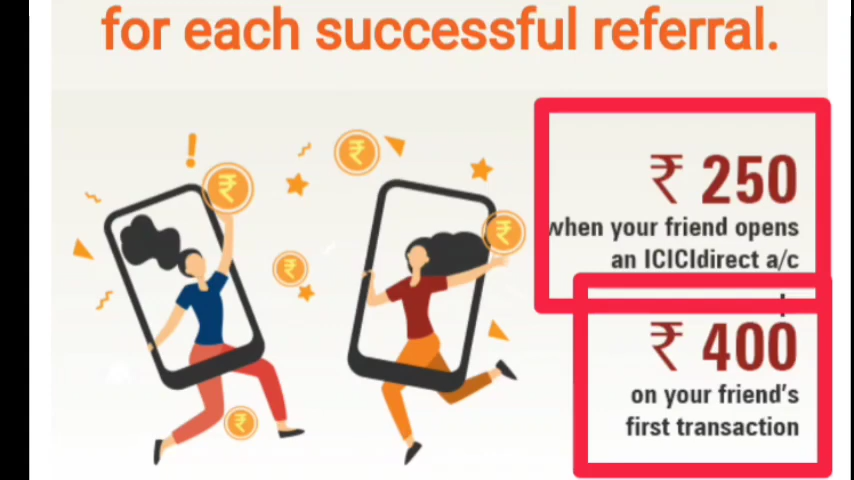 for each successful referral.
₹ 250
when your friend opens
an ICICIdirect a/c
+
₹ 400
on your friend's
first transaction